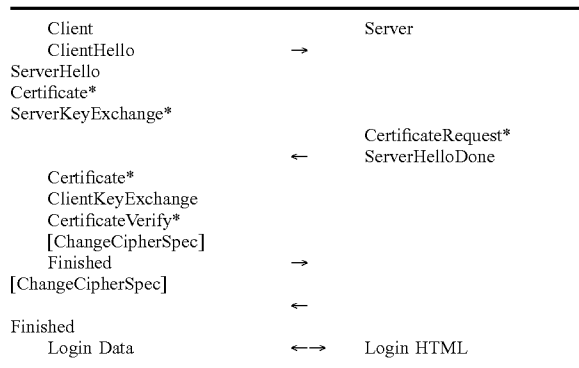 Client Server
ClientHello →
ServerHello
Certificate*
ServerKeyExchange*
CertificateRequest*
← ServerHelloDone
Certificate*
ClientKeyExchange
CertificateVerify*
[ChangeCipherSpec]
Finished →
[ChangeCipherSpec]
←
Finished
Login Data ←→ Login HTML